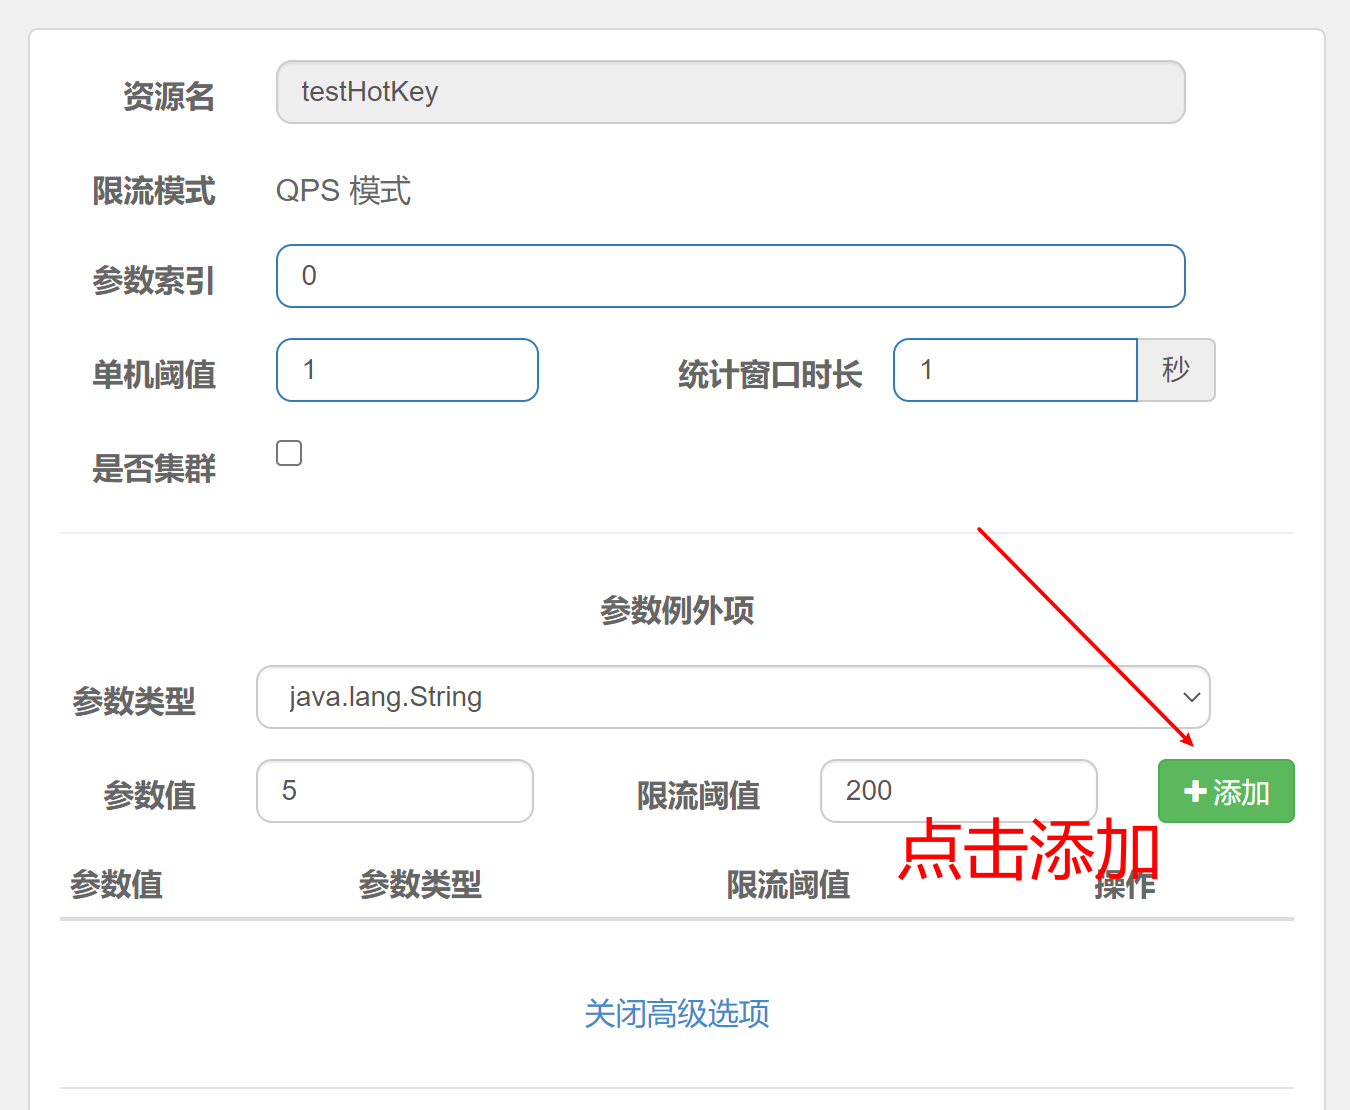 资源名 testHotKey
限流模式 QPS 模式
参数索引 0
单机阈值 1 统计窗口时长 1 秒
是否集群
参数例外项
参数类型 java.lang.String
参数值 5 限流阈值 200 添加
点击添加
参数值 参数类型 限流阈值 操作
关闭高级选项